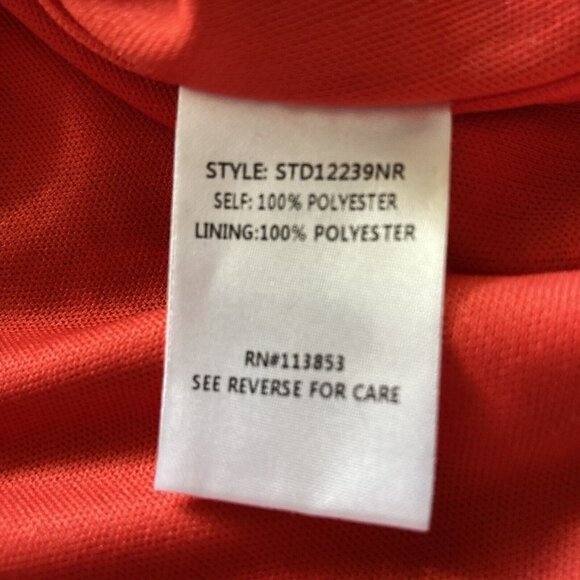 STYLE: STD12239NR
SELF: 100% POLYESTER
LINING:100% POLYESTER
RN#113853
SEE REVERSE FOR CARE